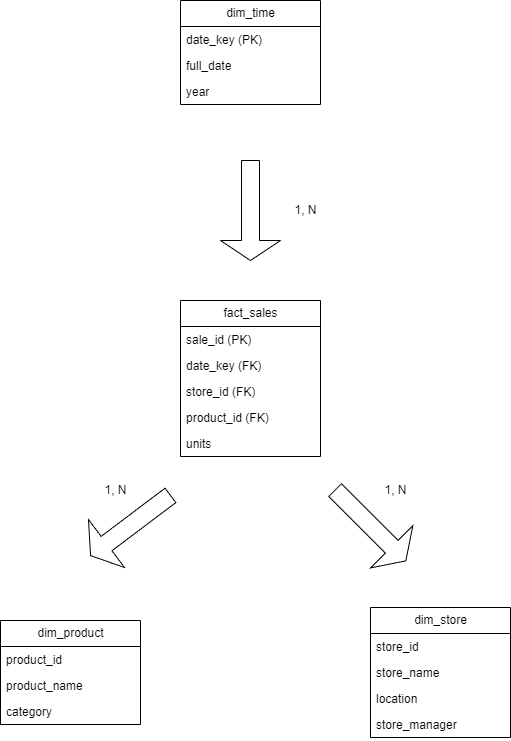 dim_time
date_key (PK)
full_date
year
1, N
fact_sales
sale_id (PK)
date_key (FK)
store_id (FK)
product_id (FK)
units
1, N
1, N
dim_product
product_id
product_name
category
dim_store
store_id
store_name
location
store_manager